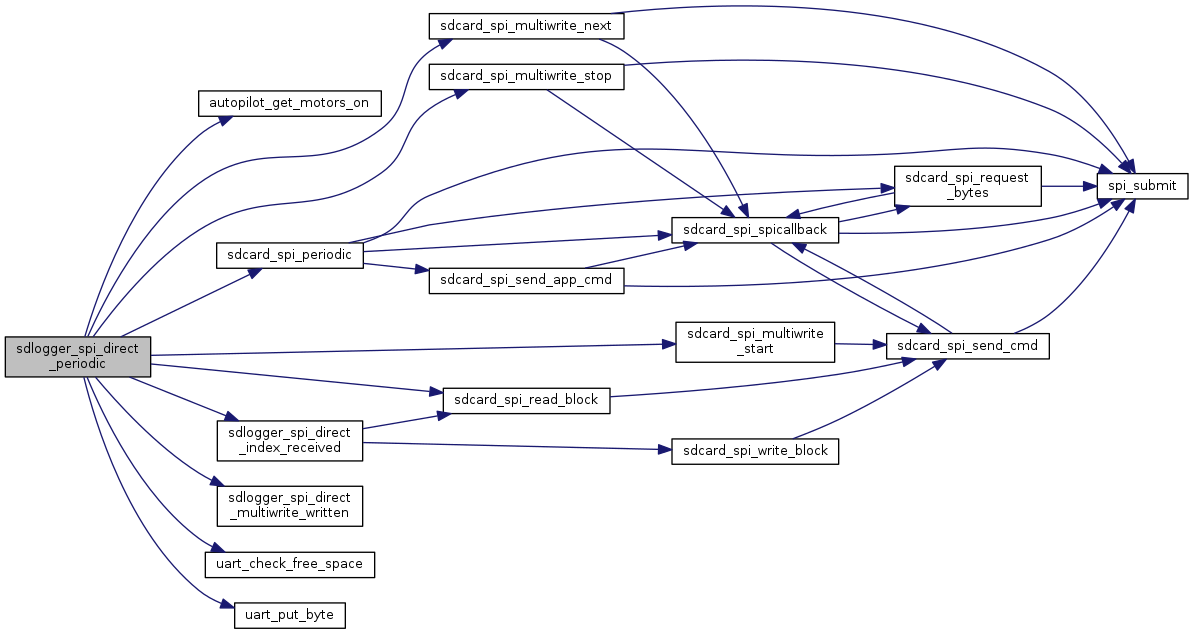 sdcard_spi_multiwrite_next
sdcard_spi_multiwrite_stop
autopilot_get_motors_on
sdcard_spi_request
_bytes
spi_submit
sdcard_spi_spicallback
sdcard_spi_periodic
sdcard_spi_send_app_cmd
sdlogger_spi_direct
_periodic
sdcard_spi_multiwrite
_start
sdcard_spi_send_cmd
sdcard_spi_read_block
sdlogger_spi_direct
_index_received
sdcard_spi_write_block
sdlogger_spi_direct
_multiwrite_written
uart_check_free_space
uart_put_byte